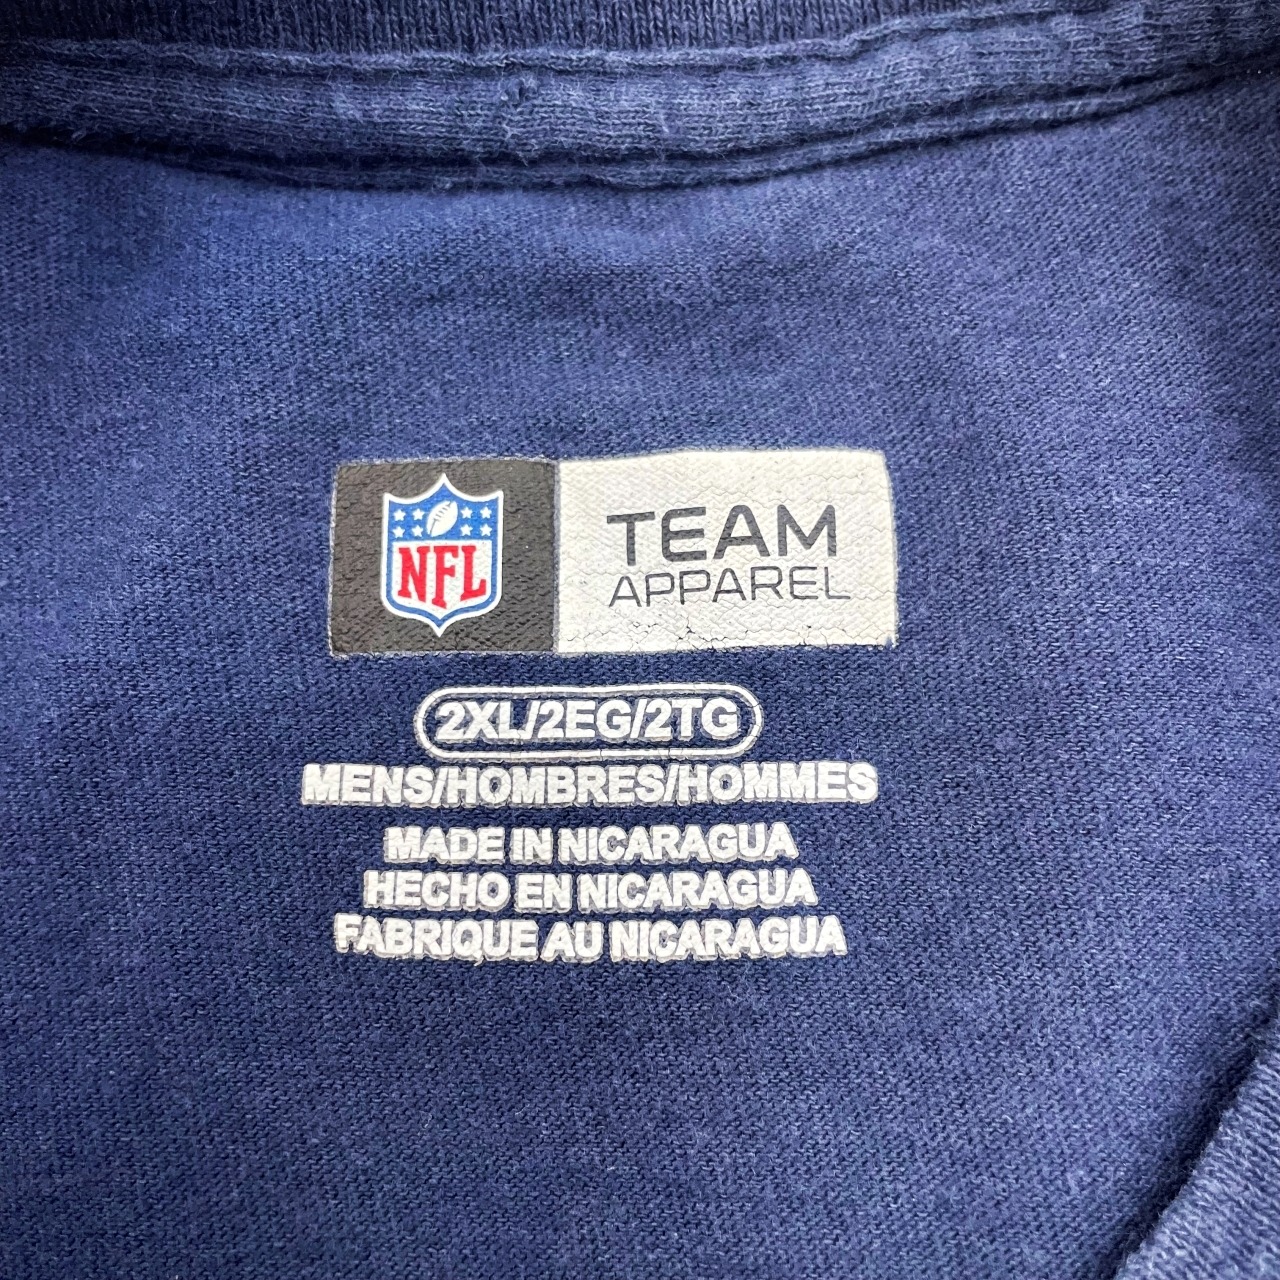 NFL
TEAM
APPAREL
2XL/2EG/2TG
MENS/HOMBRES/HOMMES
MADE IN NICARAGUA
HECHO EN NICARAGUA
FABRIQUE AU NICARAGUA